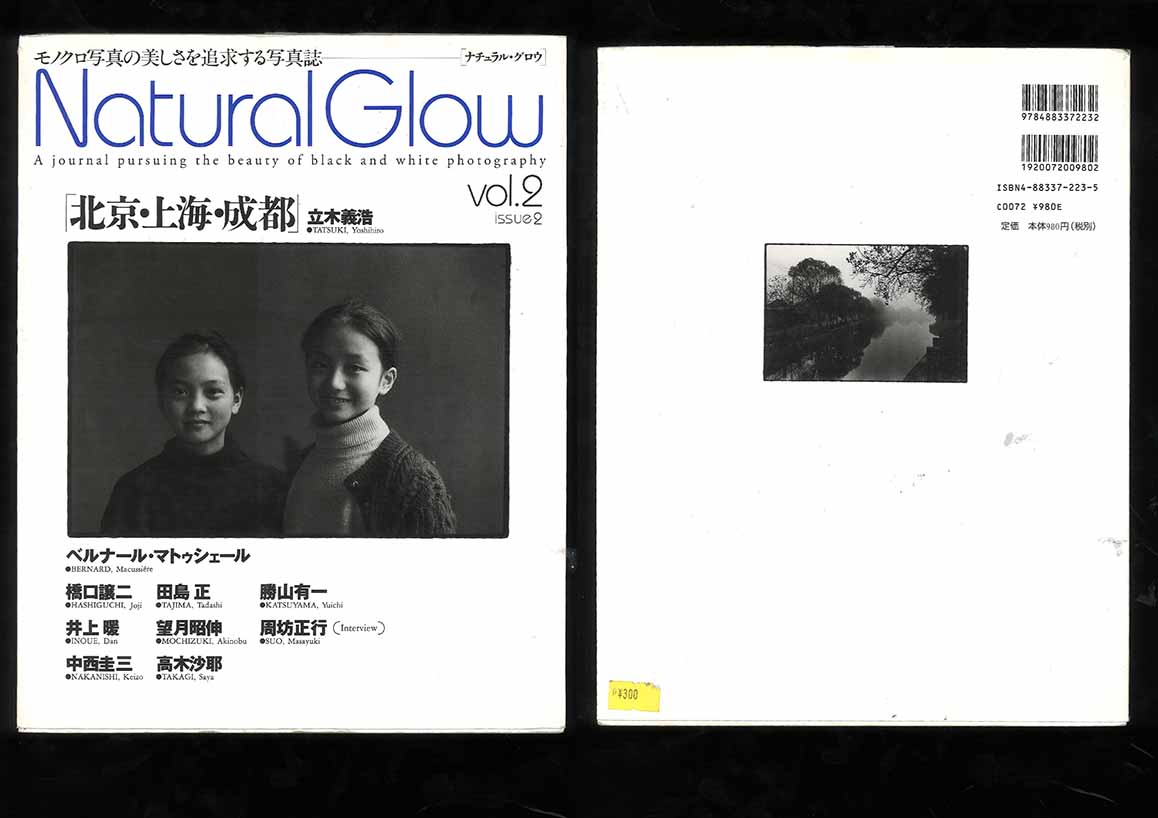 モノクロ写真の美しさを追求する写真誌 [ナチュラル・グロウ]
Natural Glow
A journal pursuing the beauty of black and white photography
vol.2
issue2
[北京・上海・成都] 立木義浩
●TATSUKI, Yoshihiro
ベルナール・マトゥシェール
●BERNARD, Macussiére
橋口譲二 田島 正 勝山有一
●HASHIGUCHI, Joji ●TAJIMA, Tadashi ●KATSUYAMA, Yuichi
井上 暖 望月昭伸 周坊正行 (Interview)
●INOUE, Dan ●MOCHIZUKI, Akinobu ●SUO, Masayuki
中西圭三 高木沙耶
●NAKANISHI, Keizo ●TAKAGI, Saya
9784883372232
1920072009802
ISBN4-88337-223-5
C0072 ¥980E
定価 本体980円(税別)
¥300